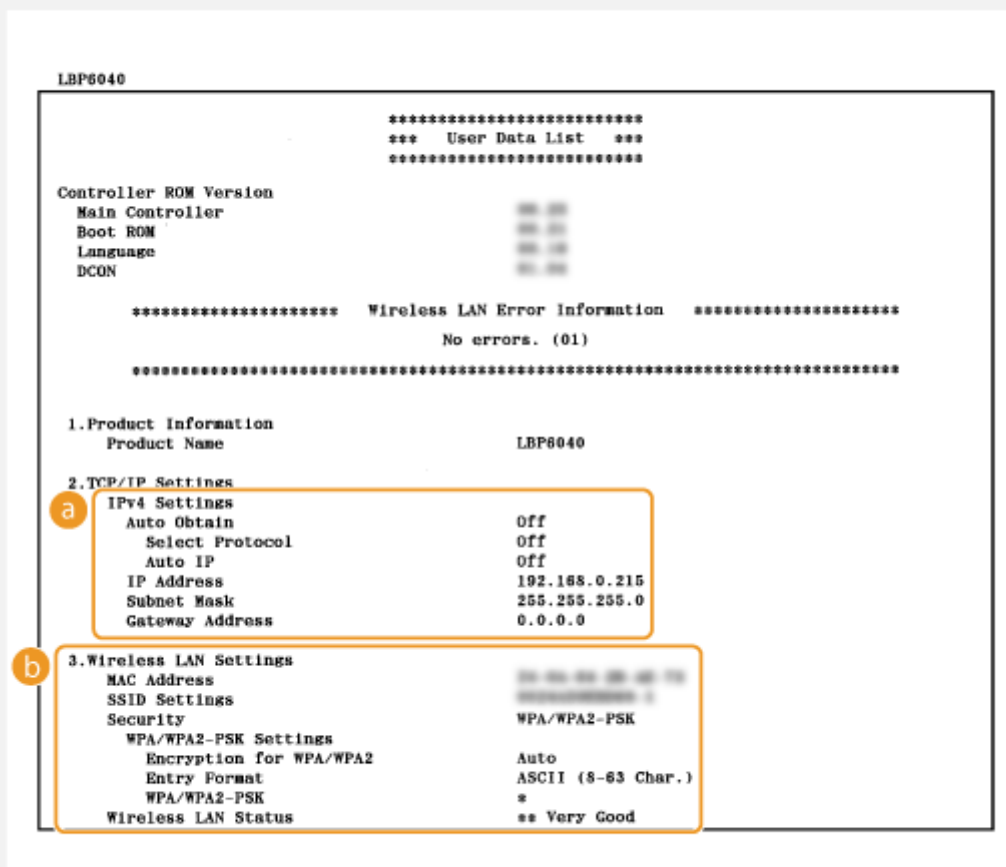 LBP6040
***************************
*** User Data List ***
***************************
Controller ROM Version
Main Controller
Boot ROM
Language
DCON
********************* Wireless LAN Error Information *********************
No errors. (01)
******************************************************************************
1.Product Information
Product Name LBP6040
2.TCP/IP Settings
a
IPv4 Settings
Auto Obtain Off
Select Protocol Off
Auto IP Off
IP Address 192.168.0.215
Subnet Mask 255.255.255.0
Gateway Address 0.0.0.0
b
3.Wireless LAN Settings
MAC Address
SSID Settings
Security WPA/WPA2-PSK
WPA/WPA2-PSK Settings
Encryption for WPA/WPA2 Auto
Entry Format ASCII (8-63 Char.)
WPA/WPA2-PSK *
Wireless LAN Status ** Very Good